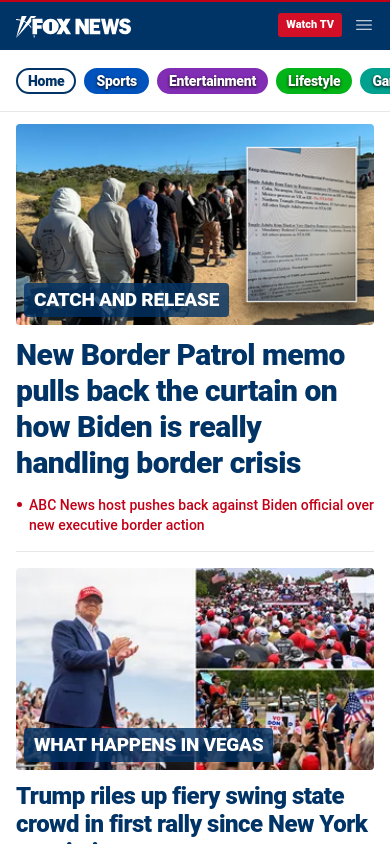 FOX NEWS
Watch TV
Home
Sports
Entertainment
Lifestyle
CATCH AND RELEASE
New Border Patrol memo
pulls back the curtain on
how Biden is really
handling border crisis
ABC News host pushes back against Biden official over
new executive border action
WHAT HAPPENS IN VEGAS
Trump riles up fiery swing state
crowd in first rally since New York